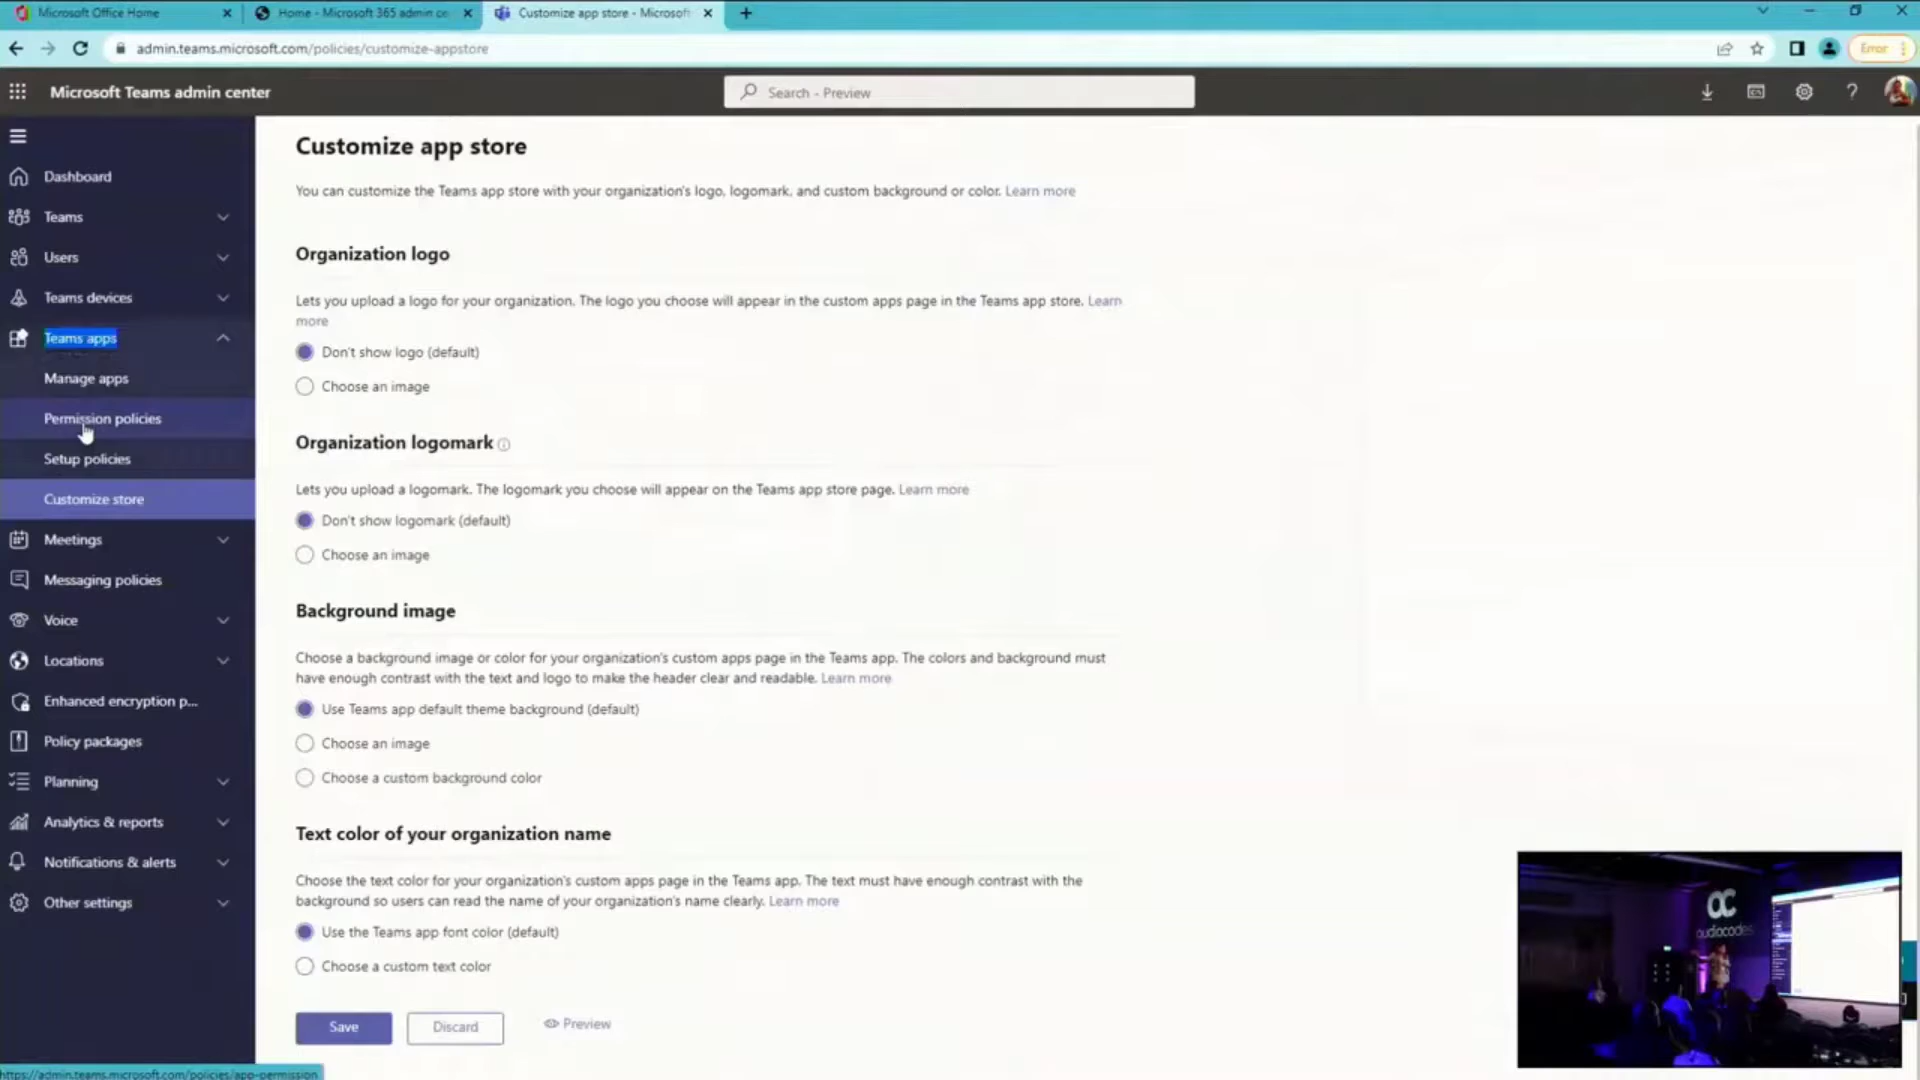 Microsoft Office Home
Home - Microsoft 365 admin ce
Customize app store - Microsoft
admin.teams.microsoft.com/policies/customize-appstore
Error
Microsoft Teams admin center
Search - Preview
Dashboard
Teams
Users
Teams devices
Teams apps
Manage apps
Permission policies
Setup policies
Customize store
Meetings
Messaging policies
Voice
Locations
Enhanced encryption p...
Policy packages
Planning
Analytics & reports
Notifications & alerts
Other settings
Customize app store
You can customize the Teams app store with your organization's logo, logomark, and custom background or color. Learn more
Organization logo
Lets you upload a logo for your organization. The logo you choose will appear in the custom apps page in the Teams app store. Learn
more
Don't show logo (default)
Choose an image
Organization logomark
Lets you upload a logomark. The logomark you choose will appear on the Teams app store page. Learn more
Don't show logomark (default)
Choose an image
Background image
Choose a background image or color for your organization's custom apps page in the Teams app. The colors and background must
have enough contrast with the text and logo to make the header clear and readable. Learn more
Use Teams app default theme background (default)
Choose an image
Choose a custom background color
Text color of your organization name
Choose the text color for your organization's custom apps page in the Teams app. The text must have enough contrast with the
background so users can read the name of your organization's name clearly. Learn more
Use the Teams app font color (default)
Choose a custom text color
Save
Discard
Preview
https://admin.teams.microsoft.com/policies/app-permission
audiocodes